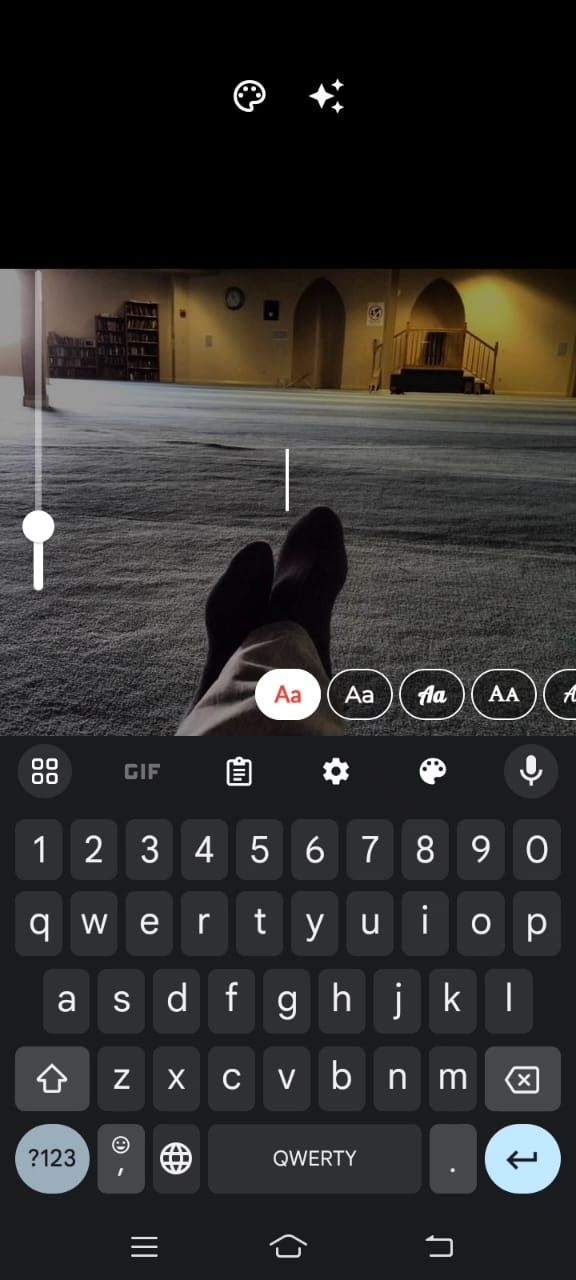 Aa Aa Aa AA
GIF
1 2 3 4 5 6 7 8 9 0
q w e r t y u i o p
a s d f g h j k l
z x c v b n m
?123 , QWERTY .